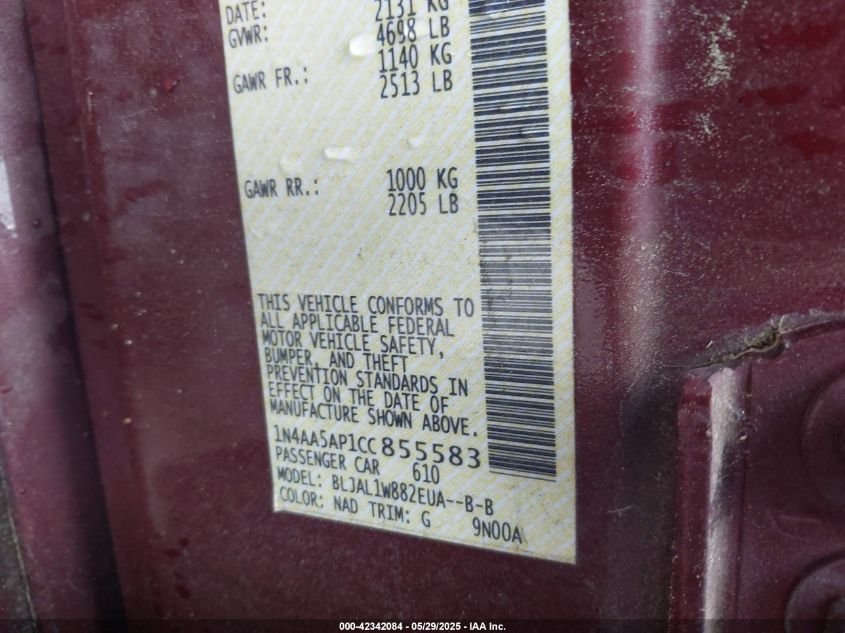 DATE: 2131 KG
GVWR: 4698 LB
1140 KG
GAWR FR.: 2513 LB
GAWR RR.: 1000 KG
2205 LB
THIS VEHICLE CONFORMS TO
ALL APPLICABLE FEDERAL
MOTOR VEHICLE SAFETY,
BUMPER, AND THEFT
PREVENTION STANDARDS IN
EFFECT ON THE DATE OF
MANUFACTURE SHOWN ABOVE.
1N4AA5AP1CC855583
PASSENGER CAR 610
MODEL: BLJAL1W882EUA--B-B
COLOR: NAD TRIM: G 9N00A
000-42342084 • 05/29/2025 • IAA Inc.